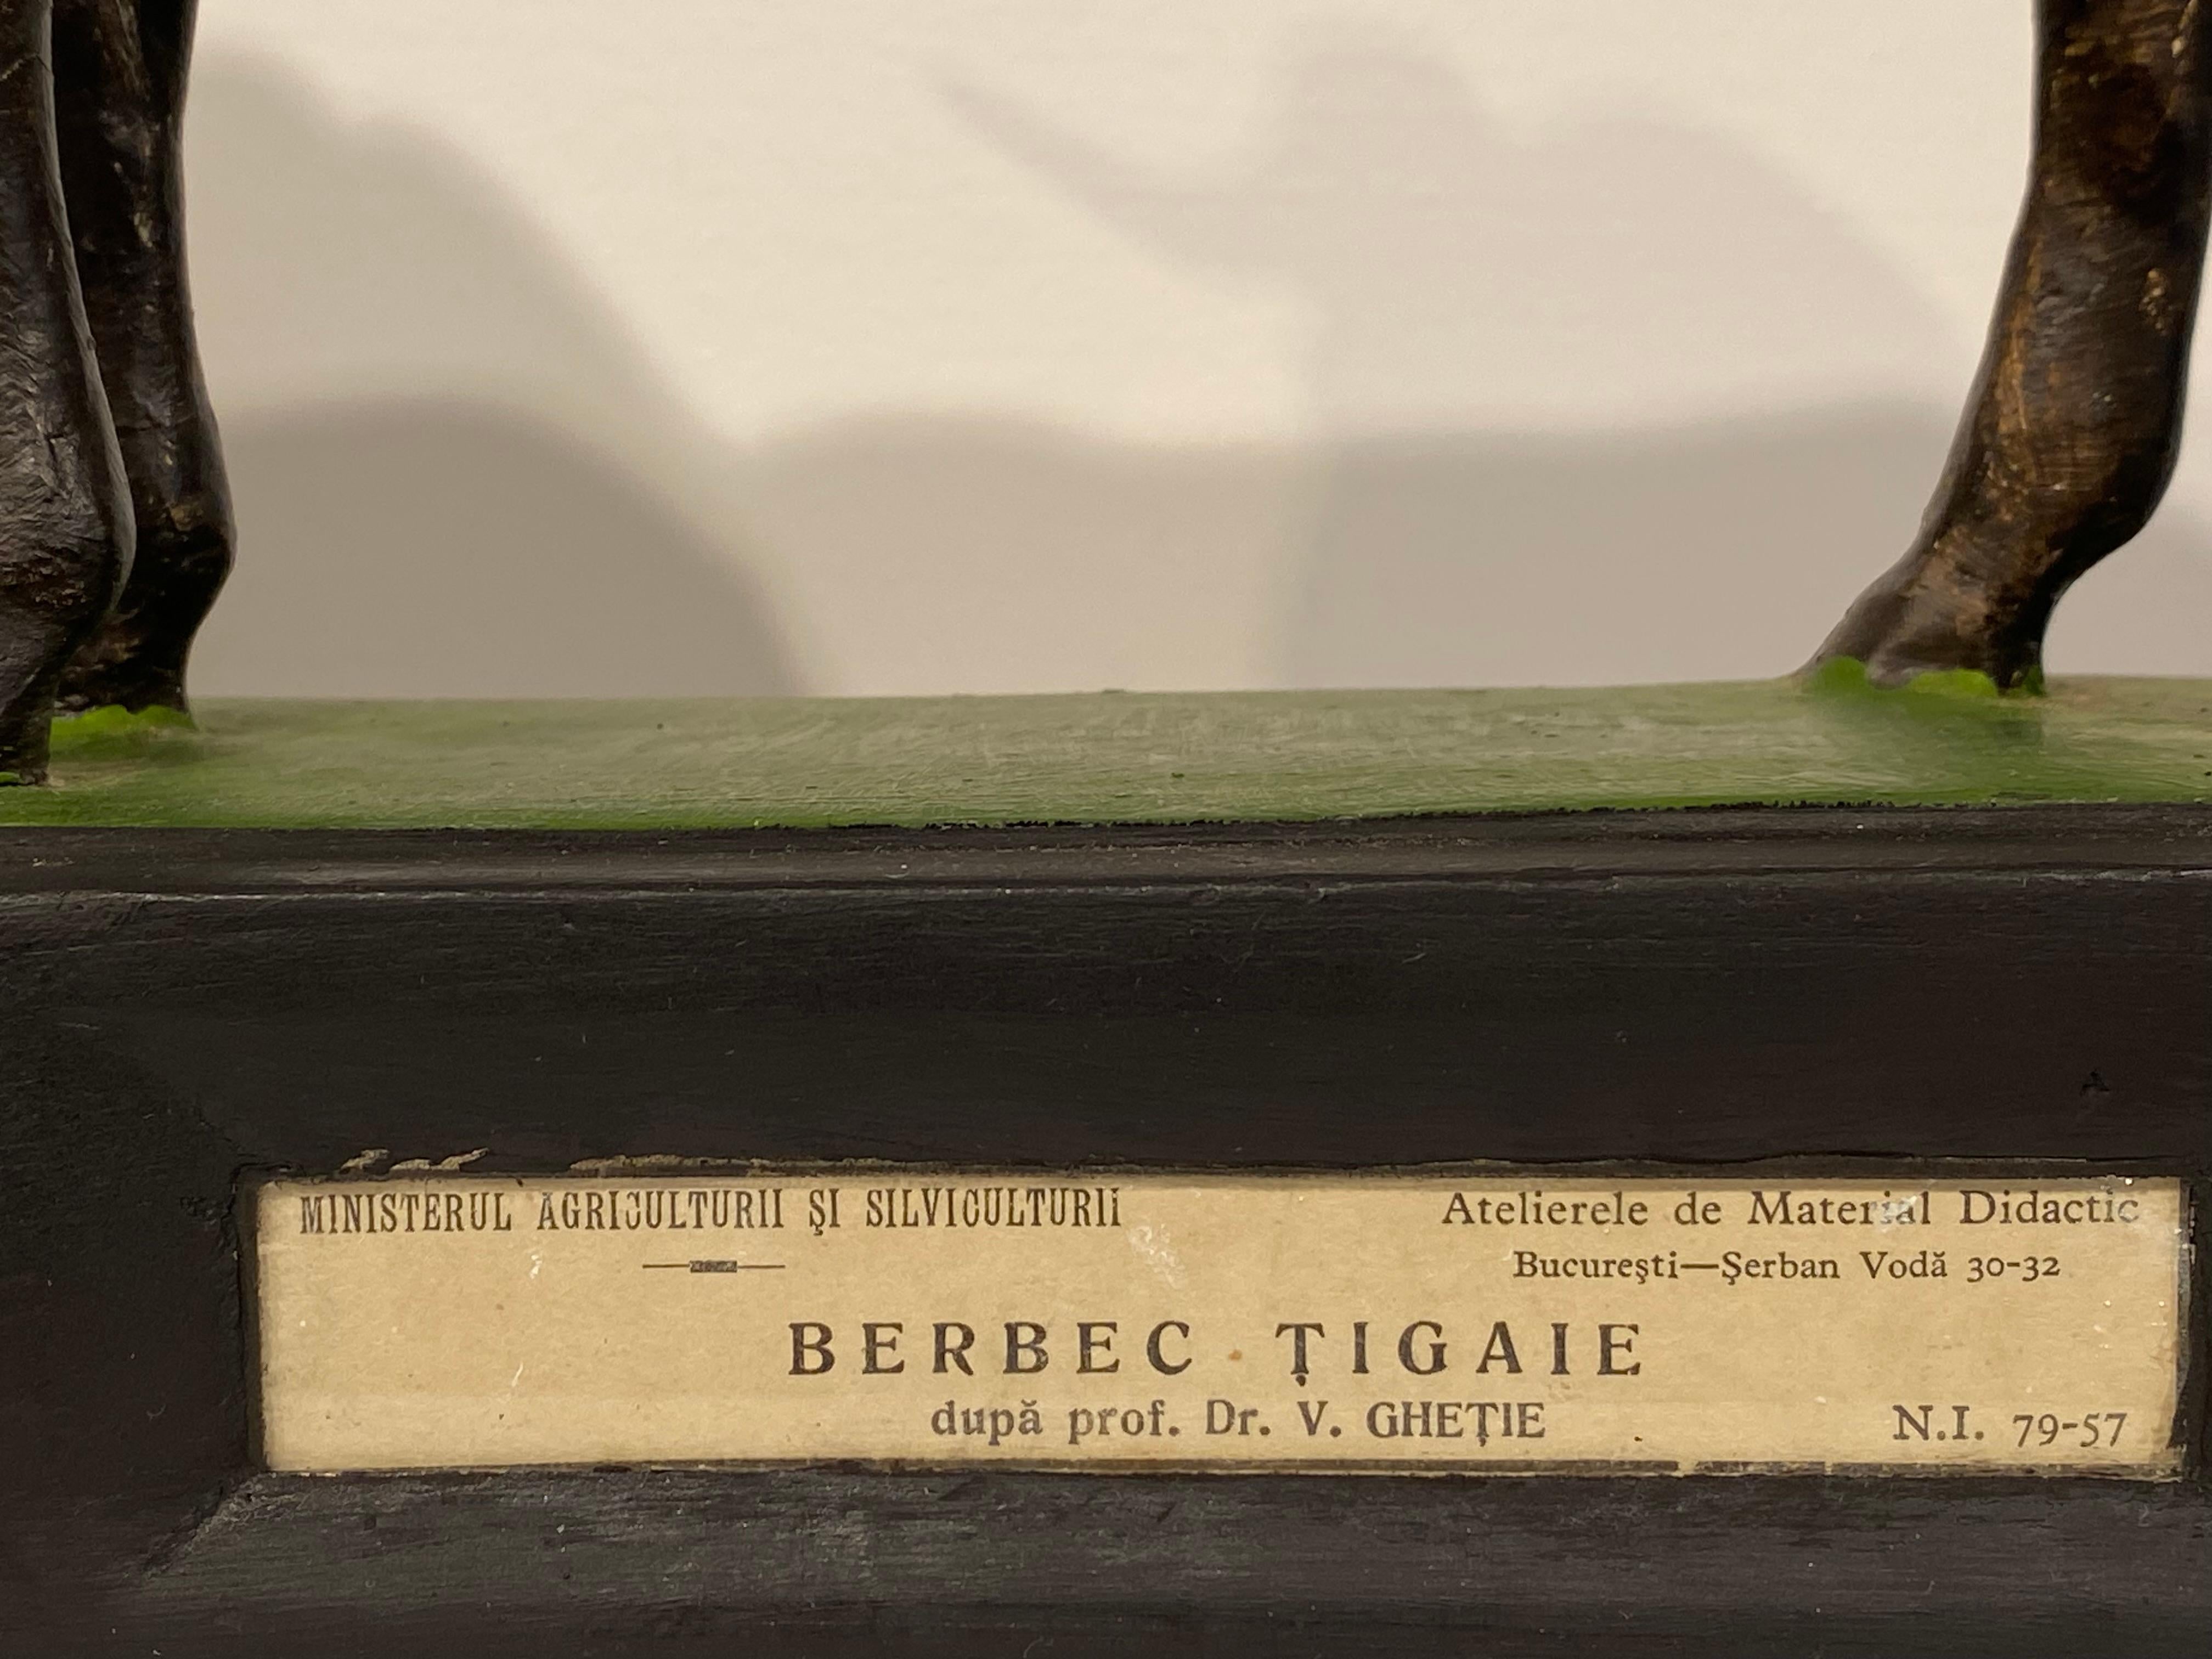 MINISTERUL AGRICULTURII ŞI SILVICULTURII
Atelierele de Material Didactic
Bucureşti—Şerban Vodă 30-32
BERBEC ȚIGAIE
după prof. Dr. V. GHEȚIE
N.I. 79-57